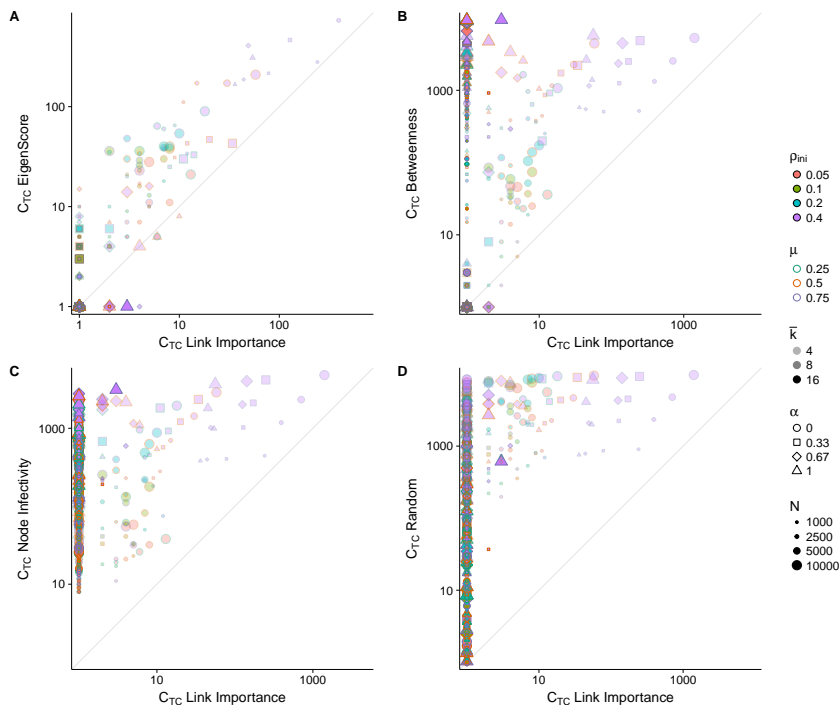 A
C_TC EigenScore
100
10
1
1
10
100
C_TC Link Importance
B
C_TC Betweenness
1000
10
10
1000
C_TC Link Importance
C
C_TC Node Infectivity
1000
10
10
1000
C_TC Link Importance
D
C_TC Random
1000
10
10
1000
C_TC Link Importance
ρ_ini
0.05
0.1
0.2
0.4
μ
0.25
0.5
0.75
k̅
4
8
16
α
0
0.33
0.67
1
N
1000
2500
5000
10000